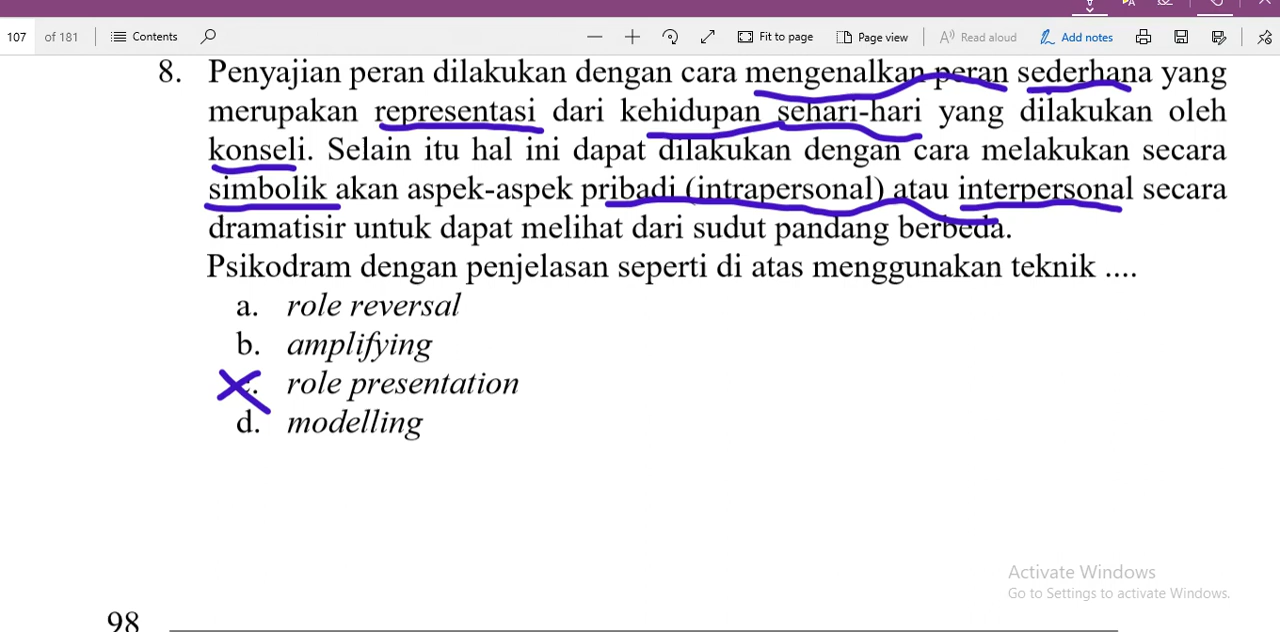 107 of 181 Contents Fit to page Page view Read aloud Add notes
8. Penyajian peran dilakukan dengan cara mengenalkan peran sederhana yang
merupakan representasi dari kehidupan sehari-hari yang dilakukan oleh
konseli. Selain itu hal ini dapat dilakukan dengan cara melakukan secara
simbolik akan aspek-aspek pribadi (intrapersonal) atau interpersonal secara
dramatisir untuk dapat melihat dari sudut pandang berbeda.
Psikodram dengan penjelasan seperti di atas menggunakan teknik ....
a. role reversal
b. amplifying
role presentation
d. modelling
Activate Windows
Go to Settings to activate Windows.
98